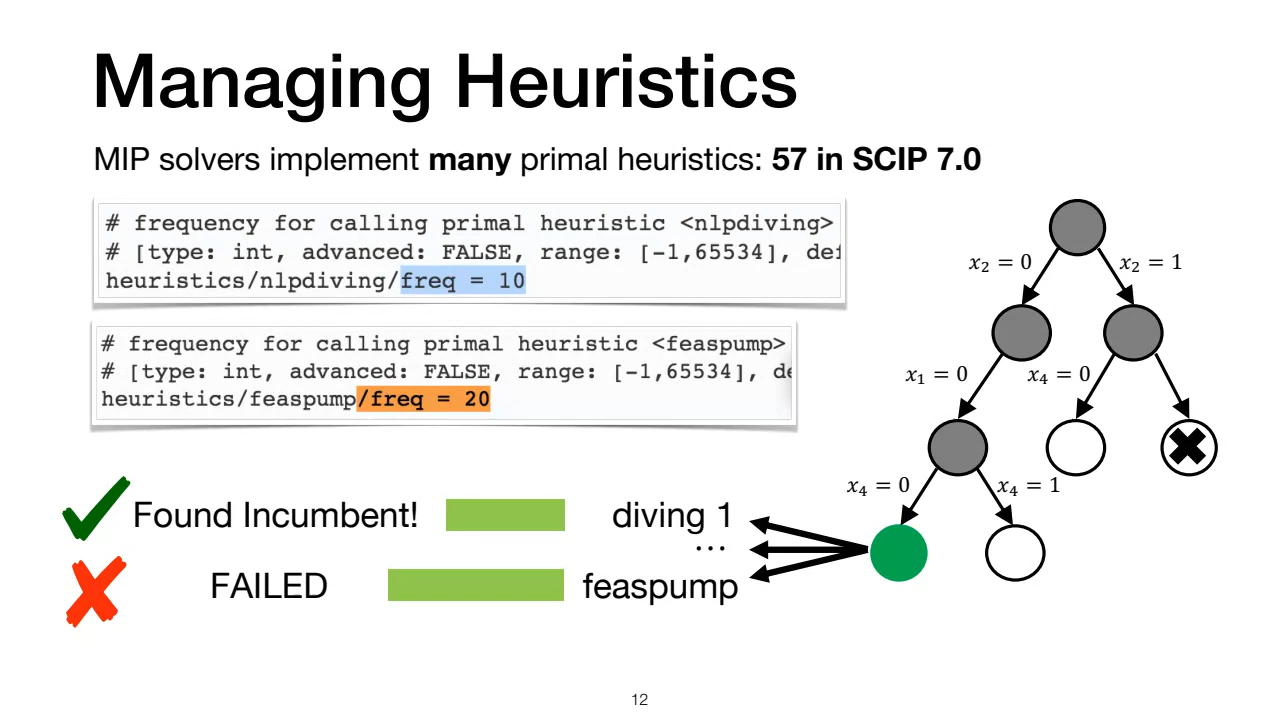 Managing Heuristics
MIP solvers implement many primal heuristics: 57 in SCIP 7.0
# frequency for calling primal heuristic <nlpdiving>
# [type: int, advanced: FALSE, range: [-1,65534], def
heuristics/nlpdiving/freq = 10
# frequency for calling primal heuristic <feaspump>
# [type: int, advanced: FALSE, range: [-1,65534], de
heuristics/feaspump/freq = 20
x₂ = 0
x₂ = 1
x₁ = 0
x₄ = 0
x₄ = 0
x₄ = 1
Found Incumbent!
diving 1
...
FAILED
feaspump
12